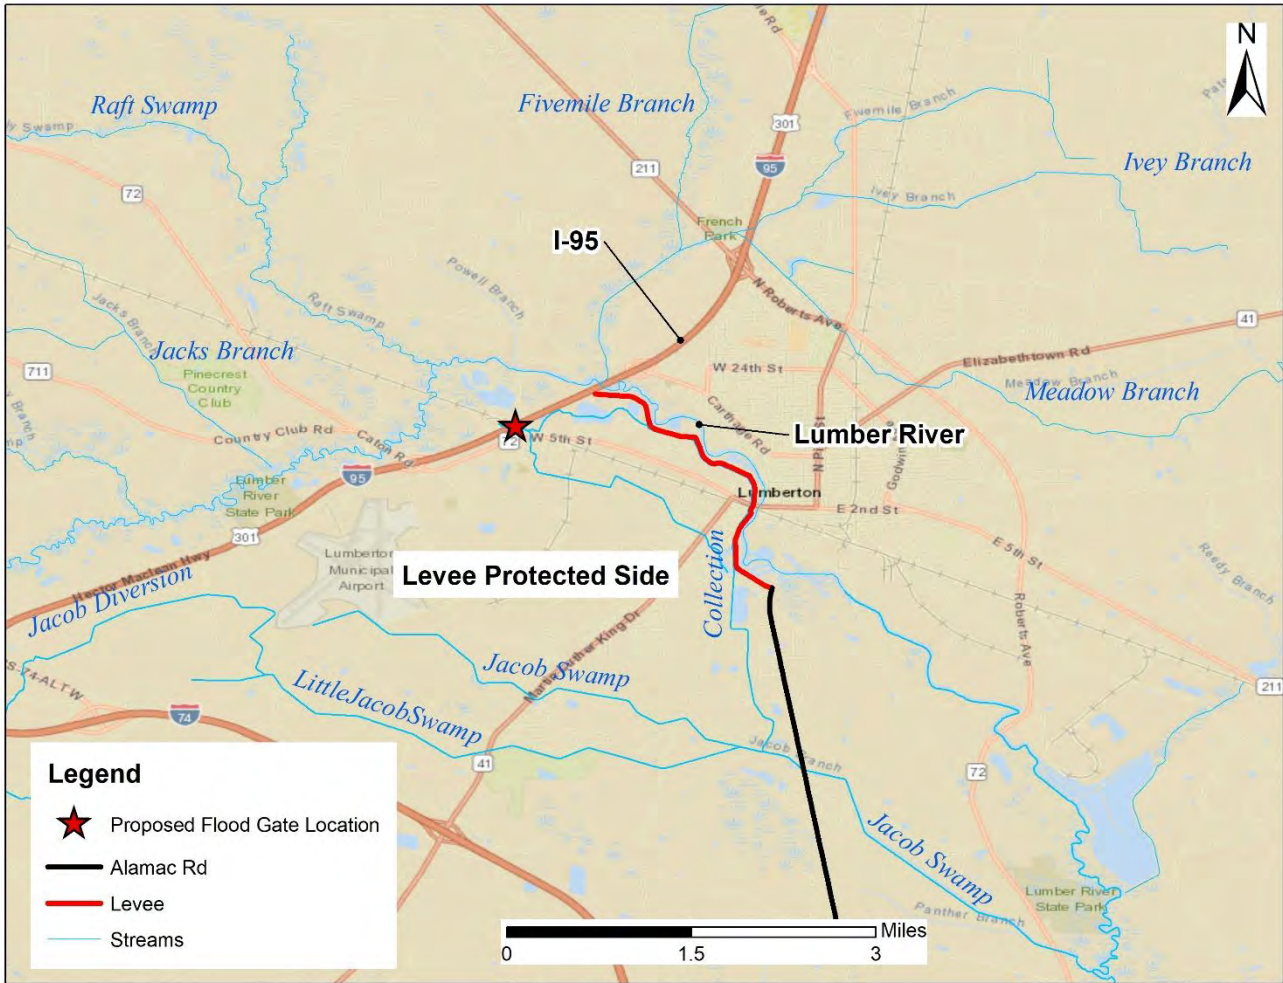 N
Raft Swamp
Fivemile Branch
Fivemile Branch
301
Ivey Branch
211
95
72
Ivey Branch
French
Park
I-95
Powell Branch
N Roberts Ave
Jacks Branch
Raft Swamp
41
Jacks Branch
Elizabethtown Rd
W 24th St
711
Pinecrest
Country
Club
Meadow Branch
Meadow Branch
Carthage Rd
Country Club Rd
72
W 5th St
Lumber River
Caton Rd
95
Lumber
River
State Park
Lumberton
E 2nd St
301
E 5th St
Lumberton
Municipal
Airport
Levee Protected Side
Hector Maclean Hwy
Jacob Diversion
Collection
Reedy Branch
Roberts Ave
Martin Luther King Dr
Jacob Swamp
LittleJacobSwamp
211
74
Jacob Branch
41
72
Legend
Proposed Flood Gate Location
Alamac Rd
Levee
Streams
Jacob Swamp
Lumber River
State Park
Panther Branch
Miles
0
1.5
3